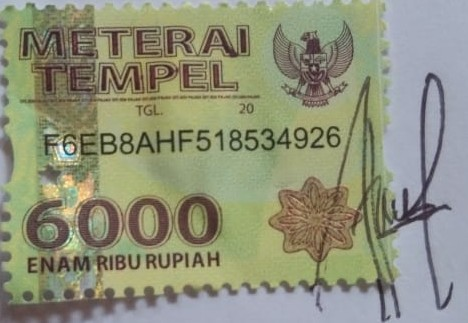 METERAI
TEMPEL
TGL. 20
F6EB8AHF518534926
6000
ENAM RIBU RUPIAH